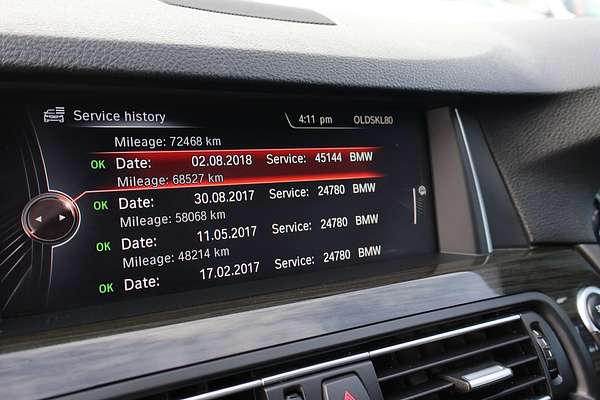 Service history 4:11 pm OLDSKL80
Mileage: 72468 km
OK Date: 02.08.2018 Service: 45144 BMW
Mileage: 68527 km
OK Date: 30.08.2017 Service: 24780 BMW
Mileage: 58068 km
OK Date: 11.05.2017 Service: 24780 BMW
Mileage: 48214 km
OK Date: 17.02.2017 Service: 24780 BMW